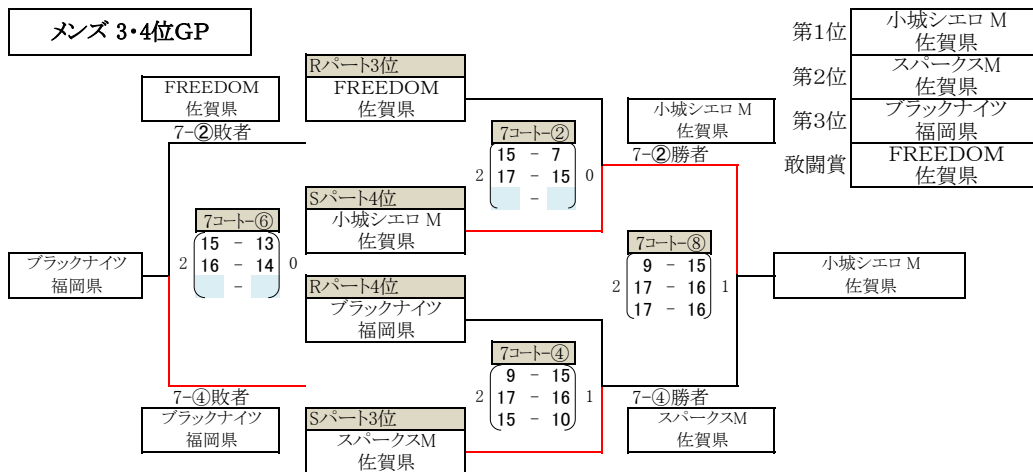 メンズ 3・4位GP
第1位
小城シエロ M
佐賀県
第2位
スパークスM
佐賀県
第3位
ブラックナイツ
福岡県
敢闘賞
FREEDOM
佐賀県
FREEDOM
佐賀県
7-②敗者
Rパート3位
FREEDOM
佐賀県
7コート-②
15 - 7
2 17 - 15 0
-
小城シエロ M
佐賀県
7-②勝者
Sパート4位
小城シエロ M
佐賀県
7コート-⑥
15 - 13
2 16 - 14 0
-
ブラックナイツ
福岡県
7コート-⑧
9 - 15
2 17 - 16 1
17 - 16
小城シエロ M
佐賀県
Rパート4位
ブラックナイツ
福岡県
7コート-④
9 - 15
2 17 - 16 1
15 - 10
7-④敗者
ブラックナイツ
福岡県
Sパート3位
スパークスM
佐賀県
7-④勝者
スパークスM
佐賀県